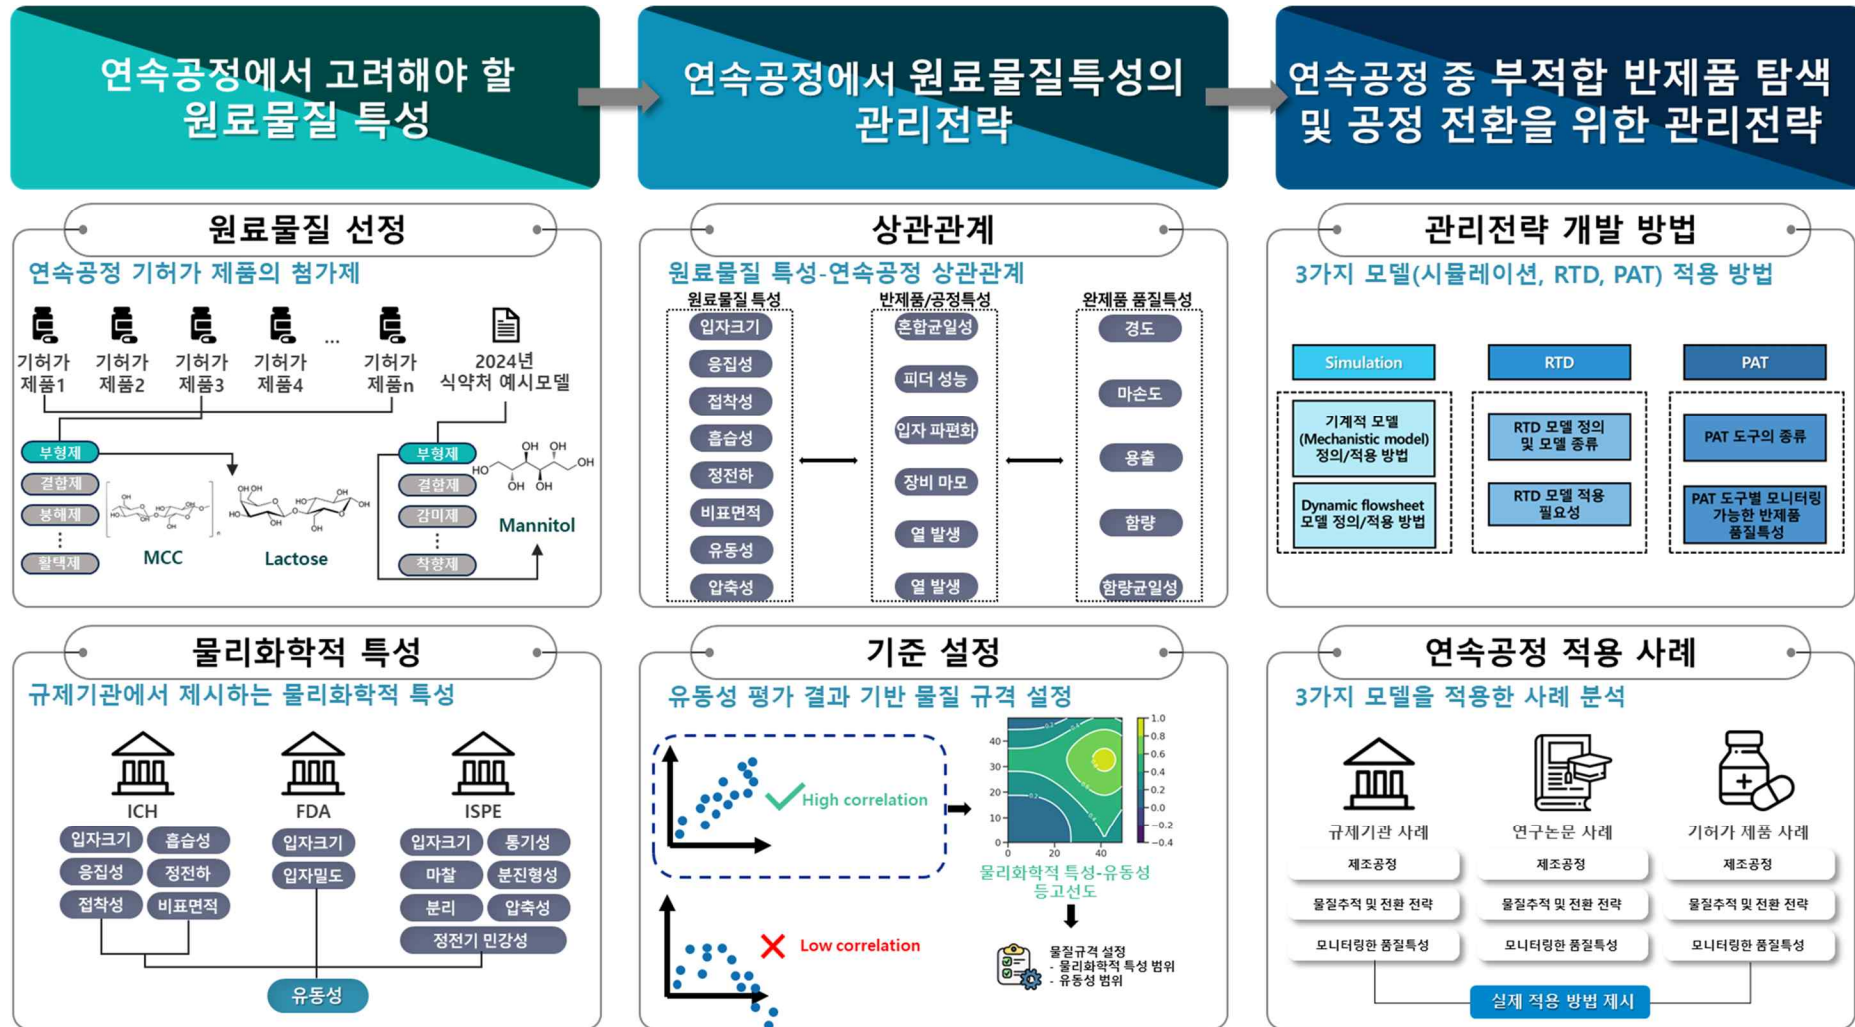 연속공정에서 고려해야 할
원료물질 특성
연속공정에서 원료물질특성의
관리전략
연속공정 중 부적합 반제품 탐색
및 공정 전환을 위한 관리전략
원료물질 선정
연속공정 기허가 제품의 첨가제
기허가
제품1
기허가
제품2
기허가
제품3
기허가
제품4
...
기허가
제품n
2024년
식약처 예시모델
부형제
결합제
붕해제
⋮
활택제
MCC
Lactose
부형제
결합제
감미제
⋮
착향제
Mannitol
OH OH
HO
OH
OH OH
상관관계
원료물질 특성-연속공정 상관관계
원료물질 특성
입자크기
응집성
접착성
흡습성
정전하
비표면적
유동성
압축성
반제품/공정특성
혼합균일성
피더 성능
입자 파편화
장비 마모
열 발생
열 발생
완제품 품질특성
경도
마손도
용출
함량
함량균일성
관리전략 개발 방법
3가지 모델(시뮬레이션, RTD, PAT) 적용 방법
Simulation
기계적 모델
(Mechanistic model)
정의/적용 방법
Dynamic flowsheet
모델 정의/적용 방법
RTD
RTD 모델 정의
및 모델 종류
RTD 모델 적용
필요성
PAT
PAT 도구의 종류
PAT 도구별 모니터링
가능한 반제품
품질특성
물리화학적 특성
규제기관에서 제시하는 물리화학적 특성
ICH
입자크기 흡습성
응집성 정전하
접착성 비표면적
FDA
입자크기
입자밀도
ISPE
입자크기 통기성
마찰 분진형성
분리 압축성
정전기 민감성
유동성
기준 설정
유동성 평가 결과 기반 물질 규격 설정
High correlation
Low correlation
40
30
20
10
0
0 20 40
1.0
0.8
0.6
0.4
0.2
0.0
−0.2
−0.4
물리화학적 특성-유동성
등고선도
물질규격 설정
- 물리화학적 특성 범위
- 유동성 범위
연속공정 적용 사례
3가지 모델을 적용한 사례 분석
규제기관 사례
제조공정
물질추적 및 전환 전략
모니터링한 품질특성
연구논문 사례
제조공정
물질추적 및 전환 전략
모니터링한 품질특성
기허가 제품 사례
제조공정
물질추적 및 전환 전략
모니터링한 품질특성
실제 적용 방법 제시